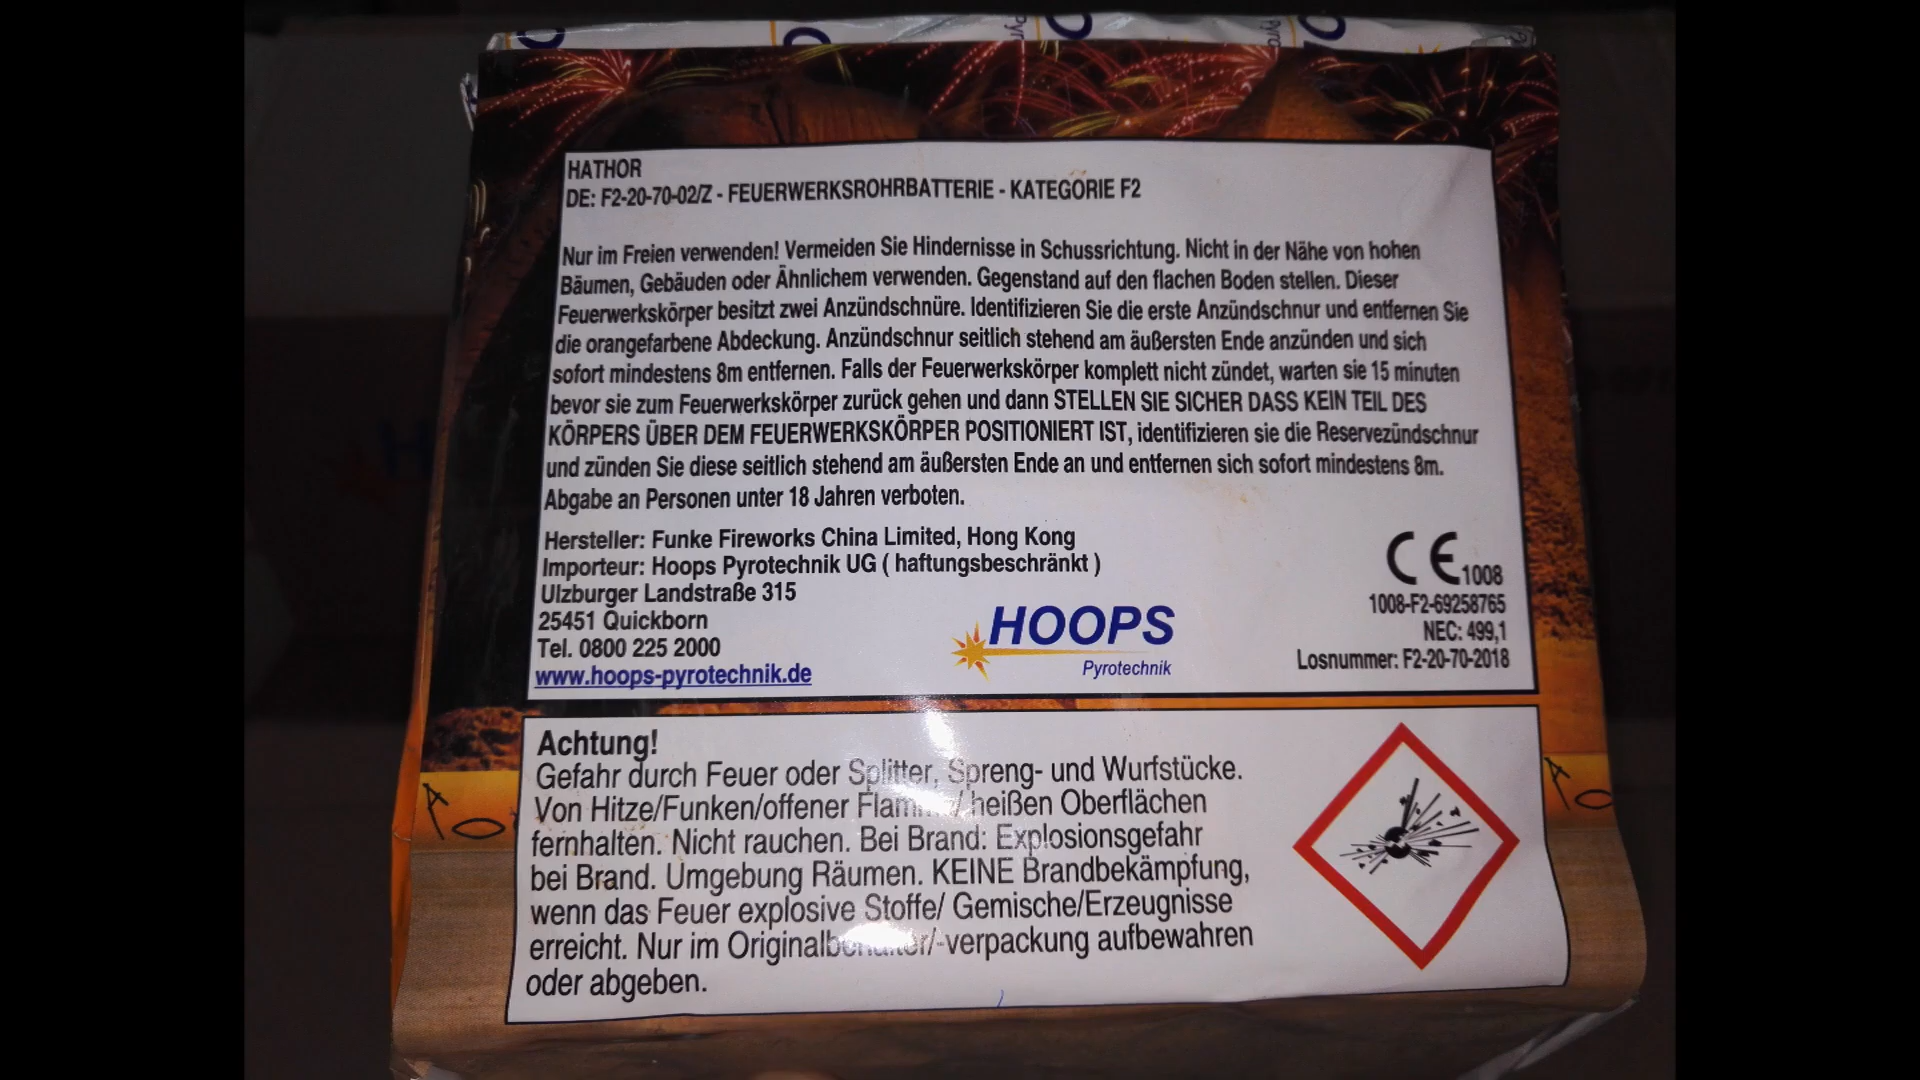 HATHOR
DE: F2-20-70-02/Z - FEUERWERKSROHRBATTERIE - KATEGORIE F2
Nur im Freien verwenden! Vermeiden Sie Hindernisse in Schussrichtung. Nicht in der Nähe von hohen
Bäumen, Gebäuden oder Ähnlichem verwenden. Gegenstand auf den flachen Boden stellen. Dieser
Feuerwerkskörper besitzt zwei Anzündschnüre. Identifizieren Sie die erste Anzündschnur und entfernen Sie
die orangefarbene Abdeckung. Anzündschnur seitlich stehend am äußersten Ende anzünden und sich
sofort mindestens 8m entfernen. Falls der Feuerwerkskörper komplett nicht zündet, warten sie 15 minuten
bevor sie zum Feuerwerkskörper zurück gehen und dann STELLEN SIE SICHER DASS KEIN TEIL DES
KÖRPERS ÜBER DEM FEUERWERKSKÖRPER POSITIONIERT IST, identifizieren sie die Reservezündschnur
und zünden Sie diese seitlich stehend am äußersten Ende an und entfernen sich sofort mindestens 8m.
Abgabe an Personen unter 18 Jahren verboten.
Hersteller: Funke Fireworks China Limited, Hong Kong
Importeur: Hoops Pyrotechnik UG ( haftungsbeschränkt )
Ulzburger Landstraße 315
25451 Quickborn
Tel. 0800 225 2000
www.hoops-pyrotechnik.de
HOOPS
Pyrotechnik
CE 1008
1008-F2-69258765
NEC: 499,1
Losnummer: F2-20-70-2018
Achtung!
Gefahr durch Feuer oder Splitter, Spreng- und Wurfstücke.
Von Hitze/Funken/offener heißen Oberflächen
fernhalten. Nicht rauchen. Bei Brand: Explosionsgefahr
bei Brand. Umgebung Räumen. KEINE Brandbekämpfung,
wenn das Feuer explosive Stoffe/ Gemische/Erzeugnisse
erreicht. Nur im -verpackung aufbewahren
oder abgeben.